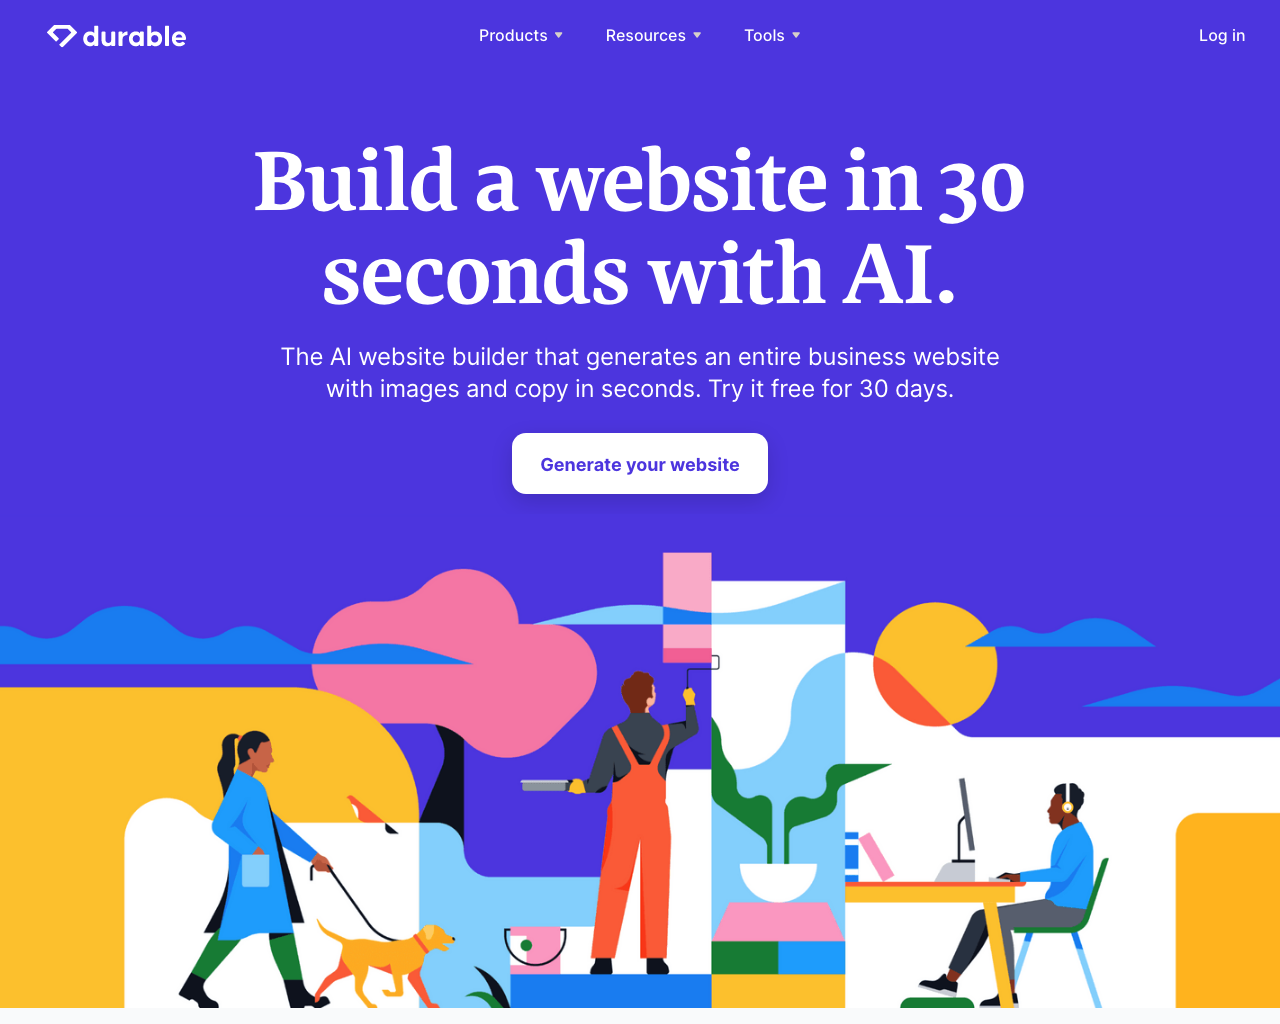 durable
Products
Resources
Tools
Log in
Build a website in 30
seconds with AI.
The AI website builder that generates an entire business website
with images and copy in seconds. Try it free for 30 days.
Generate your website